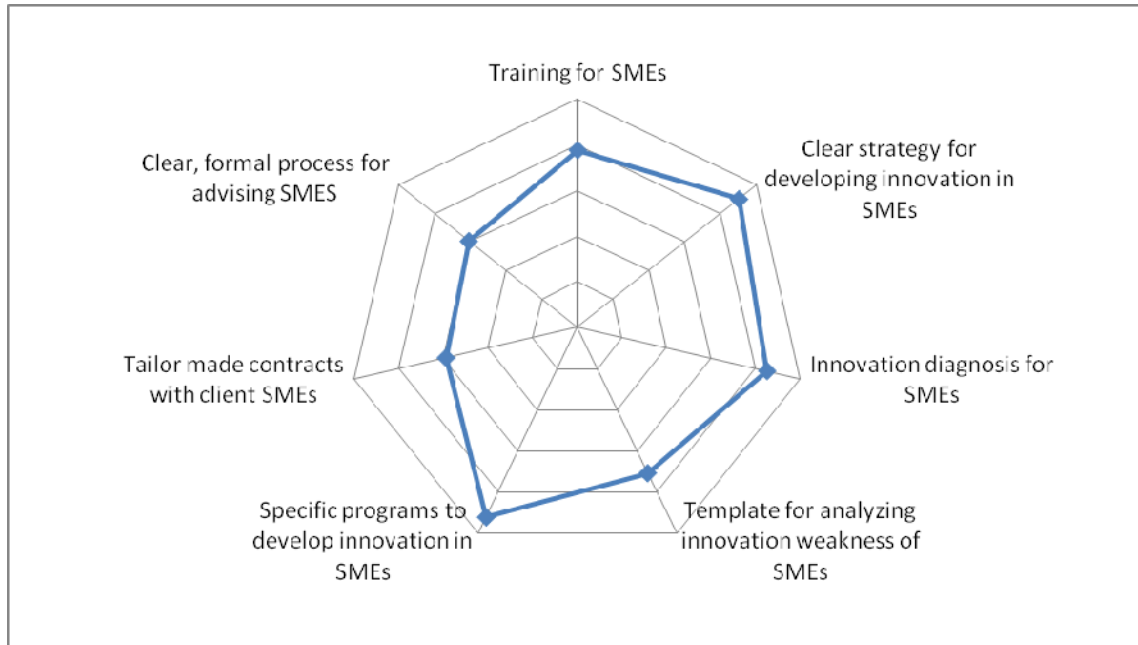 Training for SMEs
Clear strategy for
developing innovation in
SMEs
Innovation diagnosis for
SMEs
Template for analyzing
innovation weakness of
SMEs
Specific programs to
develop innovation in
SMEs
Tailor made contracts
with client SMEs
Clear, formal process for
advising SMES